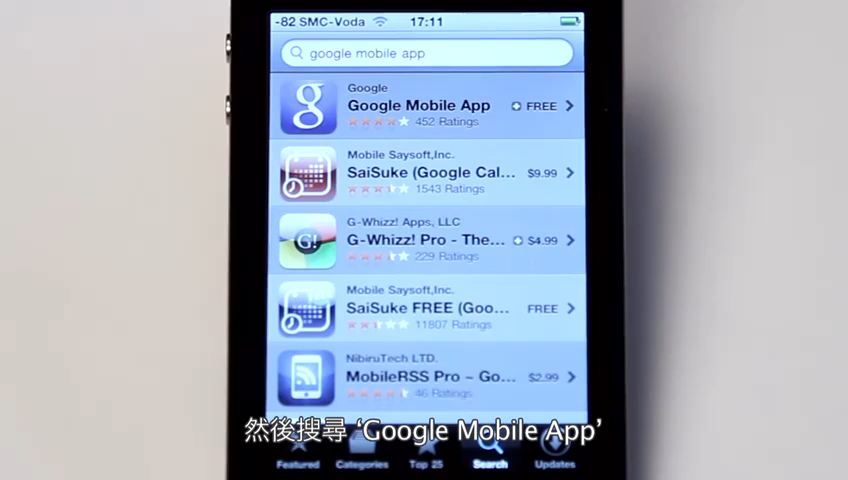 -82 SMC-Voda 17:11
google mobile app
Google
Google Mobile App FREE
452 Ratings
Mobile Saysoft,Inc.
SaiSuke (Google Cal... $9.99
1543 Ratings
G-Whizz! Apps, LLC
G-Whizz! Pro - The... $4.99
229 Ratings
Mobile Saysoft,Inc.
SaiSuke FREE (Goo... FREE
11807 Ratings
NibiruTech LTD.
MobileRSS Pro ~ Go... $2.99
46 Ratings
然後搜尋 ‘Google Mobile App’
Featured Categories Top 25 Search Updates